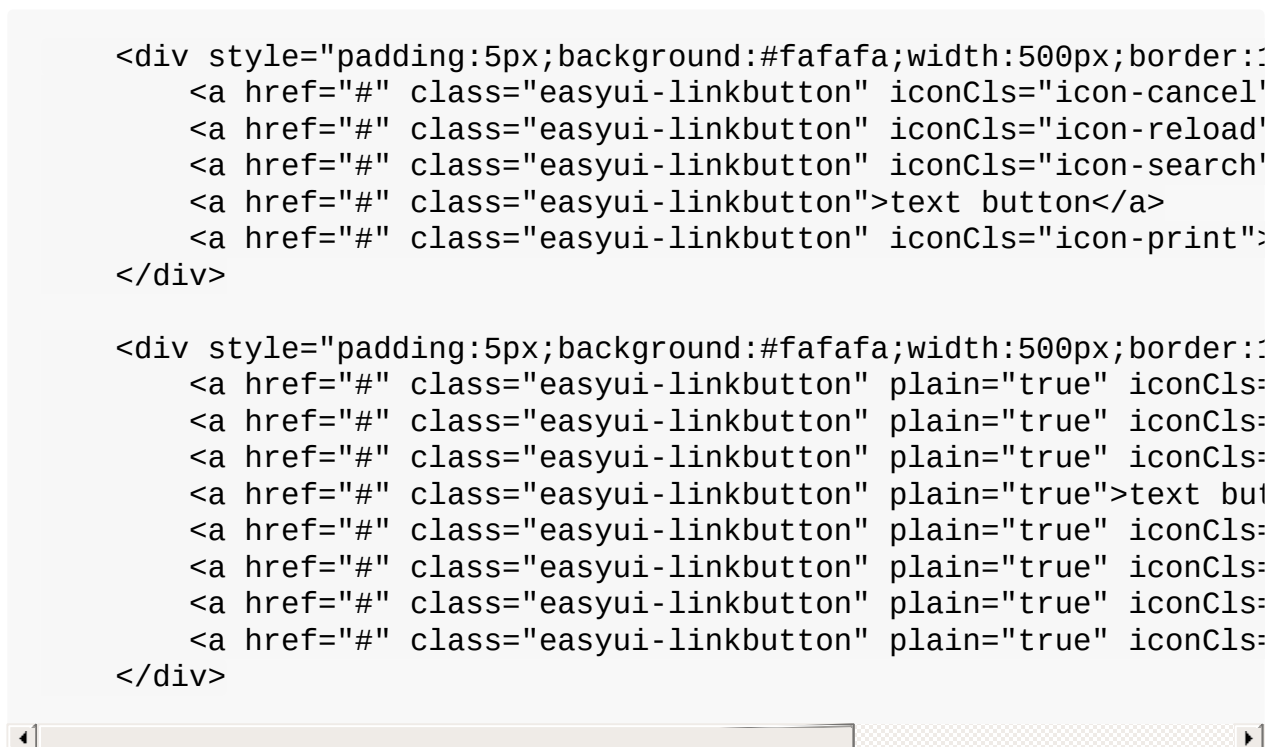 <div style="padding:5px;background:#fafafa;width:500px;border:1
<a href="#" class="easyui-linkbutton" iconCls="icon-cancel"
<a href="#" class="easyui-linkbutton" iconCls="icon-reload"
<a href="#" class="easyui-linkbutton" iconCls="icon-search"
<a href="#" class="easyui-linkbutton">text button</a>
<a href="#" class="easyui-linkbutton" iconCls="icon-print">
</div>
<div style="padding:5px;background:#fafafa;width:500px;border:1
<a href="#" class="easyui-linkbutton" plain="true" iconCls=
<a href="#" class="easyui-linkbutton" plain="true" iconCls=
<a href="#" class="easyui-linkbutton" plain="true" iconCls=
<a href="#" class="easyui-linkbutton" plain="true">text but
<a href="#" class="easyui-linkbutton" plain="true" iconCls=
<a href="#" class="easyui-linkbutton" plain="true" iconCls=
<a href="#" class="easyui-linkbutton" plain="true" iconCls=
<a href="#" class="easyui-linkbutton" plain="true" iconCls=
</div>